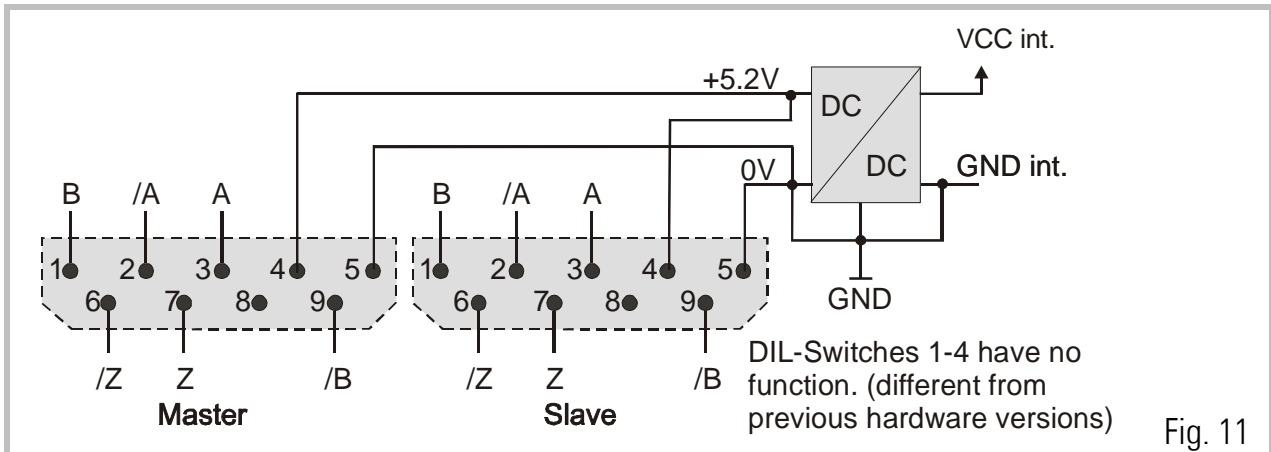 VCC int.
+5.2V
DC
DC
0V
GND int.
B /A A B /A A
1 2 3 4 5 1 2 3 4 5
6 7 8 9 6 7 8 9
GND
/Z Z /B /Z Z /B
Master Slave
DIL-Switches 1-4 have no
function. (different from
previous hardware versions)
Fig. 11